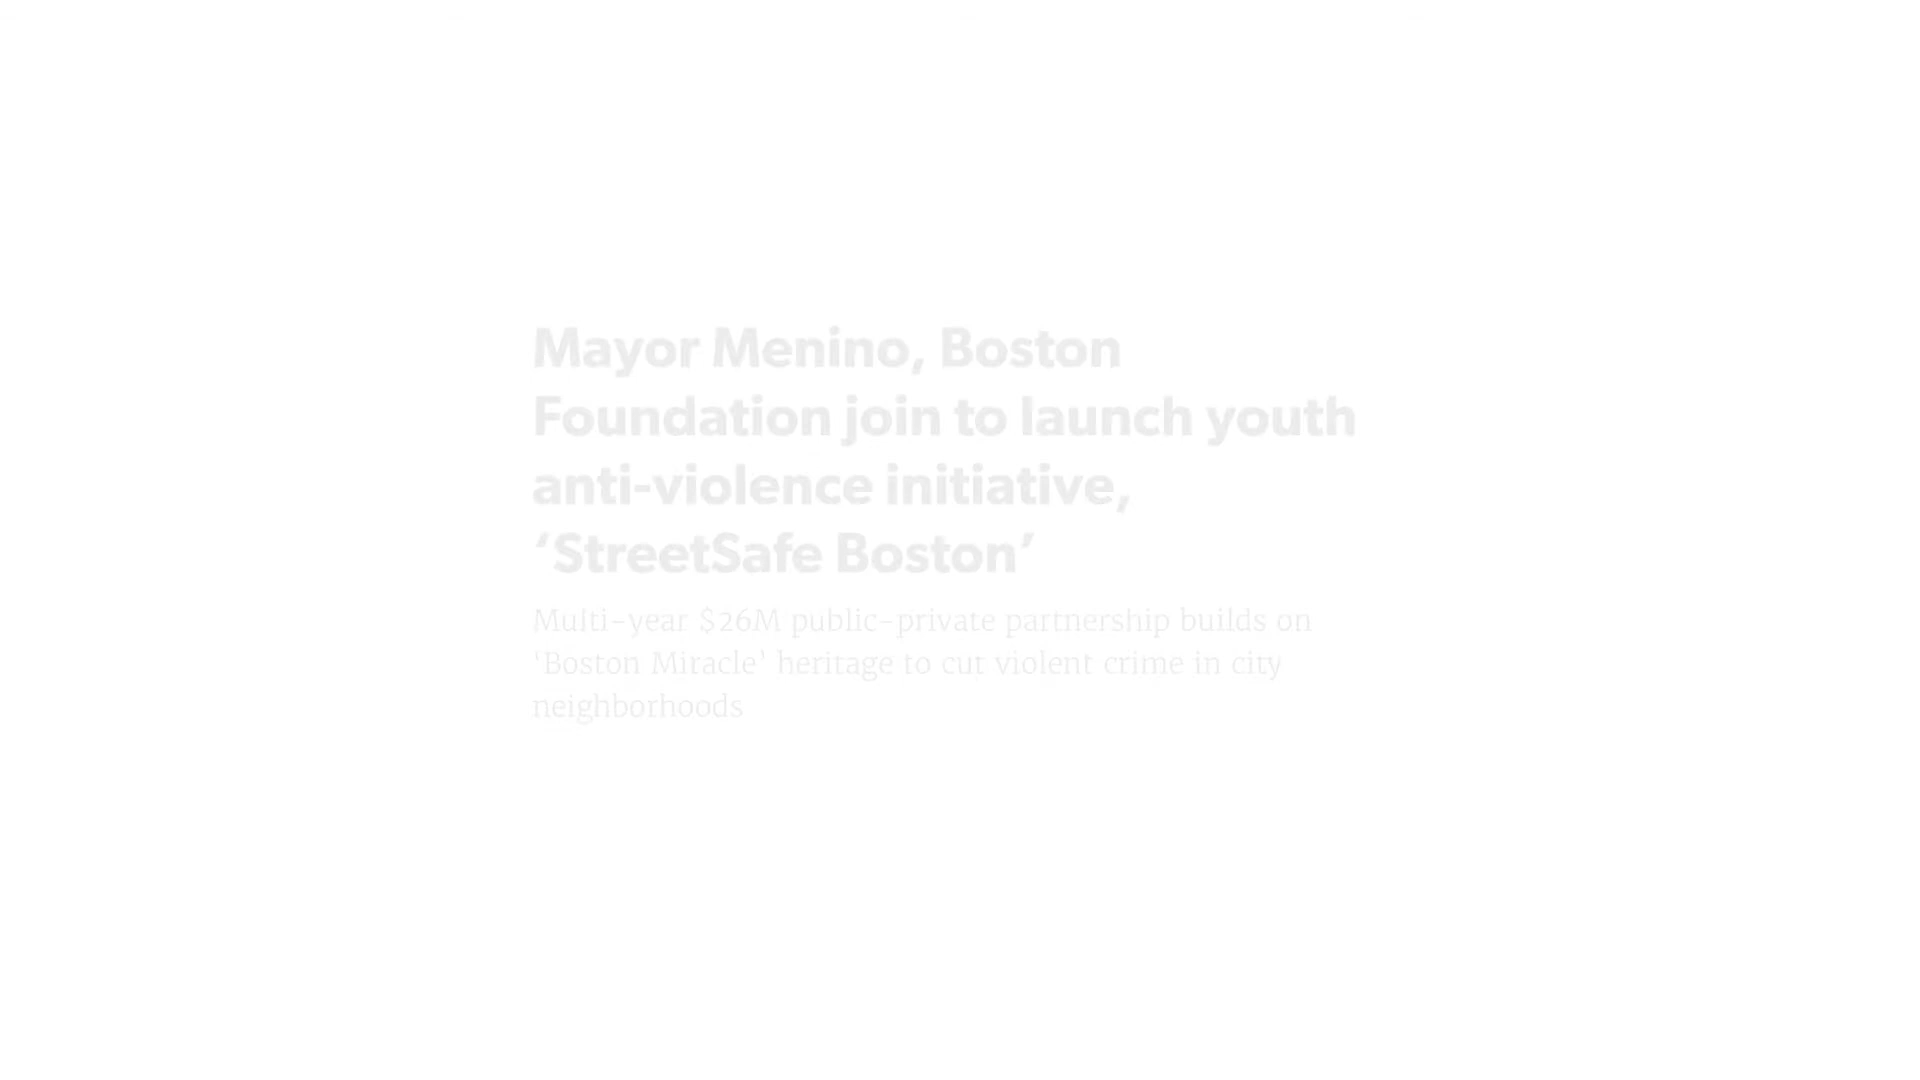 Mayor Menino, Boston
Foundation join to launch youth
anti-violence initiative,
‘StreetSafe Boston’
Multi-year $26M public-private partnership builds on
'Boston Miracle' heritage to cut violent crime in city
neighborhoods